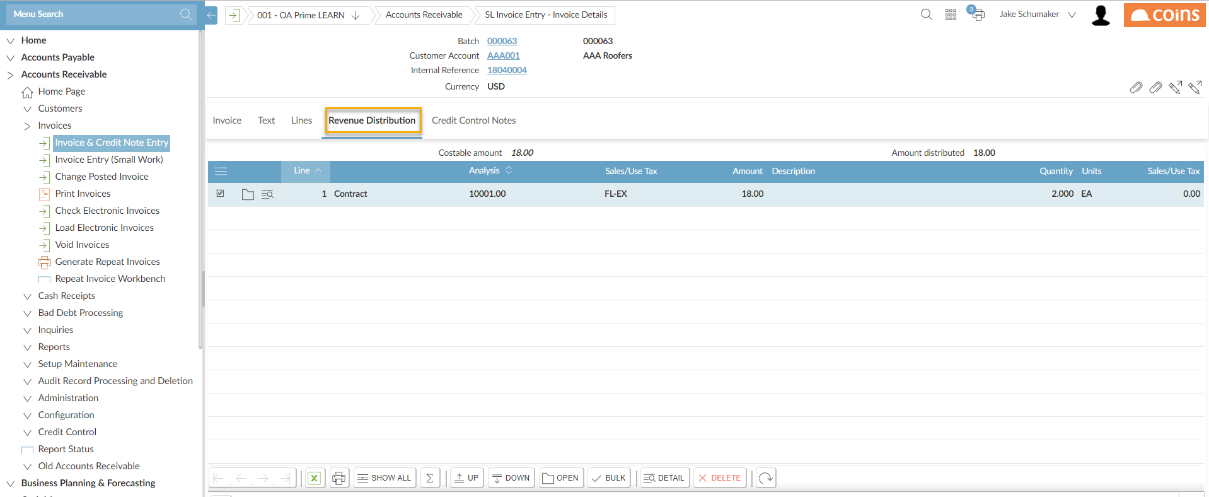 Menu Search
001 - OA Prime LEARN
Accounts Receivable
SL Invoice Entry - Invoice Details
3
Jake Schumaker
coins
Home
Accounts Payable
Accounts Receivable
Home Page
Customers
Invoices
Invoice & Credit Note Entry
Invoice Entry (Small Work)
Change Posted Invoice
Print Invoices
Check Electronic Invoices
Load Electronic Invoices
Void Invoices
Generate Repeat Invoices
Repeat Invoice Workbench
Cash Receipts
Bad Debt Processing
Inquiries
Reports
Setup Maintenance
Audit Record Processing and Deletion
Administration
Configuration
Credit Control
Report Status
Old Accounts Receivable
Business Planning & Forecasting
Batch 000063 000063
Customer Account AAA001 AAA Roofers
Internal Reference 18040004
Currency USD
Invoice Text Lines Revenue Distribution Credit Control Notes
Costable amount 18.00 Amount distributed 18.00
Line Analysis Sales/Use Tax Amount Description Quantity Units Sales/Use Tax
1 Contract 10001.00 FL-EX 18.00 2.000 EA 0.00
SHOW ALL Σ UP DOWN OPEN BULK DETAIL DELETE